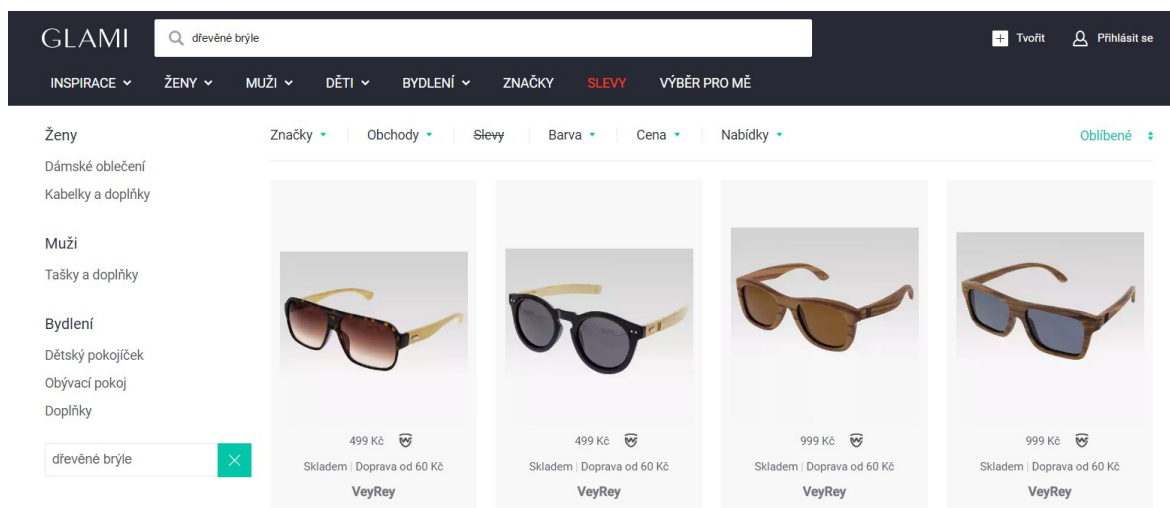 GLAMI
dřevěné brýle
Tvořit
Přihlásit se
INSPIRACE ŽENY MUŽI DĚTI BYDLENÍ ZNAČKY SLEVY VÝBĚR PRO MĚ
Ženy
Dámské oblečení
Kabelky a doplňky
Muži
Tašky a doplňky
Bydlení
Dětský pokojíček
Obývací pokoj
Doplňky
dřevěné brýle
Značky Obchody Slevy Barva Cena Nabídky Oblíbené
499 Kč
Skladem | Doprava od 60 Kč
VeyRey
499 Kč
Skladem | Doprava od 60 Kč
VeyRey
999 Kč
Skladem | Doprava od 60 Kč
VeyRey
999 Kč
Skladem | Doprava od 60 Kč
VeyRey